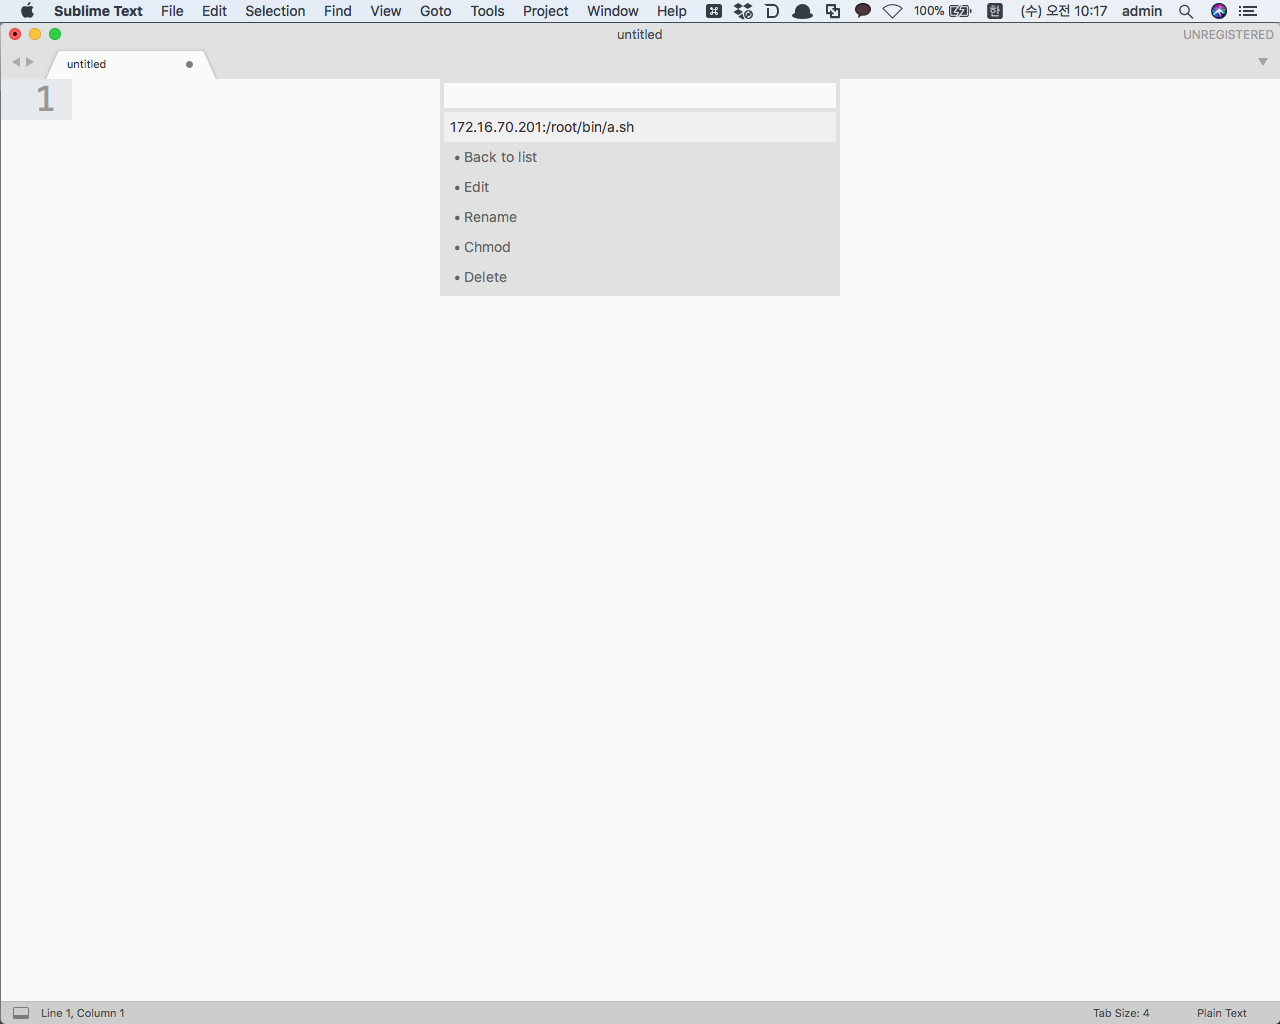 Sublime Text File Edit Selection Find View Goto Tools Project Window Help 100% 한 (수) 오전 10:17 admin
untitled UNREGISTERED
untitled
1
172.16.70.201:/root/bin/a.sh
• Back to list
• Edit
• Rename
• Chmod
• Delete
Line 1, Column 1 Tab Size: 4 Plain Text